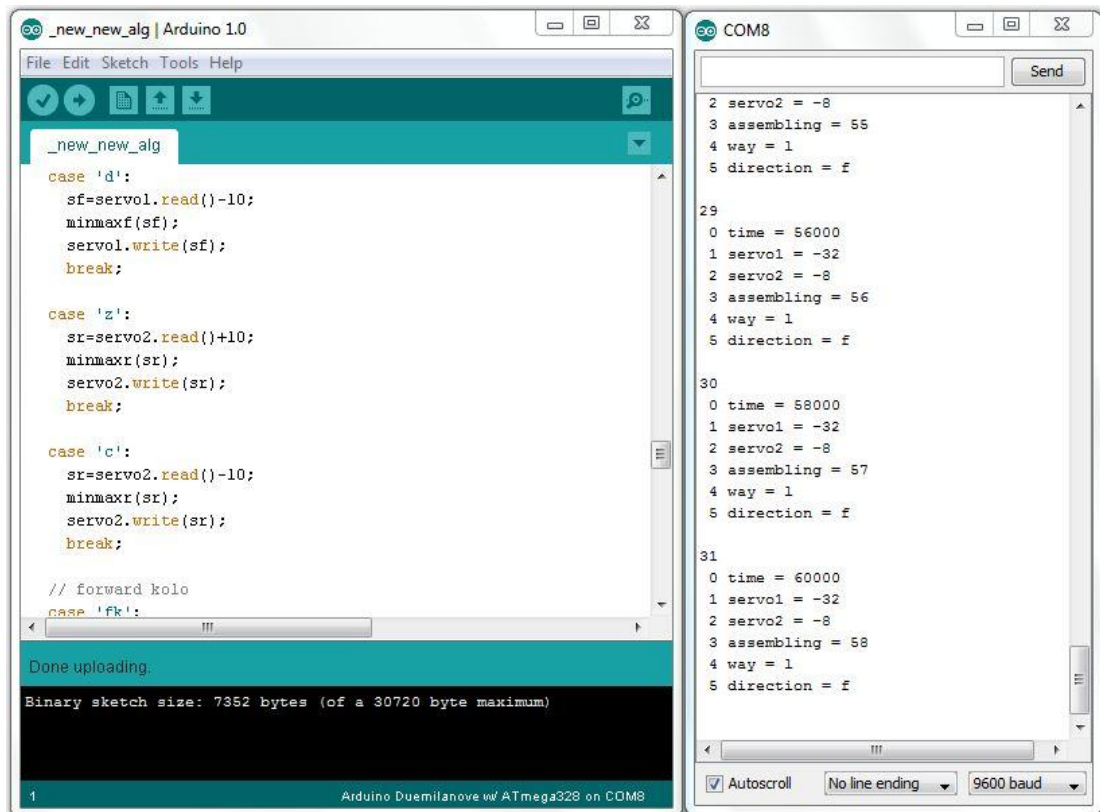 _new_new_alg | Arduino 1.0
File Edit Sketch Tools Help
_new_new_alg
case 'd':
sf=servo1.read()-10;
minmaxf(sf);
servo1.write(sf);
break;
case 'z':
sr=servo2.read()+10;
minmaxr(sr);
servo2.write(sr);
break;
case 'c':
sr=servo2.read()-10;
minmaxr(sr);
servo2.write(sr);
break;
// forward kolo
case 'fk':
Done uploading.
Binary sketch size: 7352 bytes (of a 30720 byte maximum)
1
Arduino Duemilanove w/ ATmega328 on COM8
COM8
Send
2 servo2 = -8
3 assembling = 55
4 way = 1
5 direction = f
29
0 time = 56000
1 servo1 = -32
2 servo2 = -8
3 assembling = 56
4 way = 1
5 direction = f
30
0 time = 58000
1 servo1 = -32
2 servo2 = -8
3 assembling = 57
4 way = 1
5 direction = f
31
0 time = 60000
1 servo1 = -32
2 servo2 = -8
3 assembling = 58
4 way = 1
5 direction = f
Autoscroll
No line ending
9600 baud